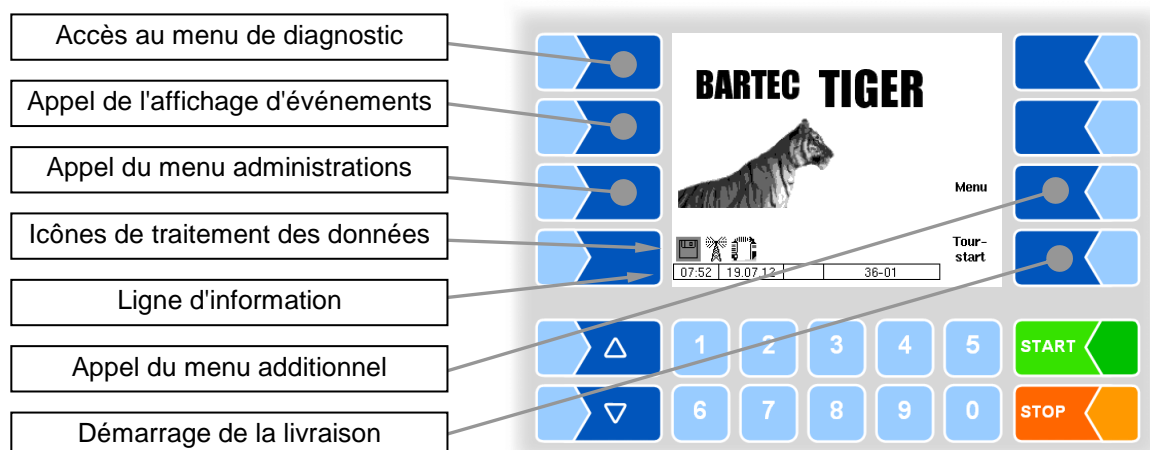 Accès au menu de diagnostic
Appel de l'affichage d'événements
Appel du menu administrations
Icônes de traitement des données
Ligne d'information
Appel du menu additionnel
Démarrage de la livraison
BARTEC TIGER
Menu
Tour-
start
07:52 19.07.12 36-01
1 2 3 4 5 START
6 7 8 9 0 STOP